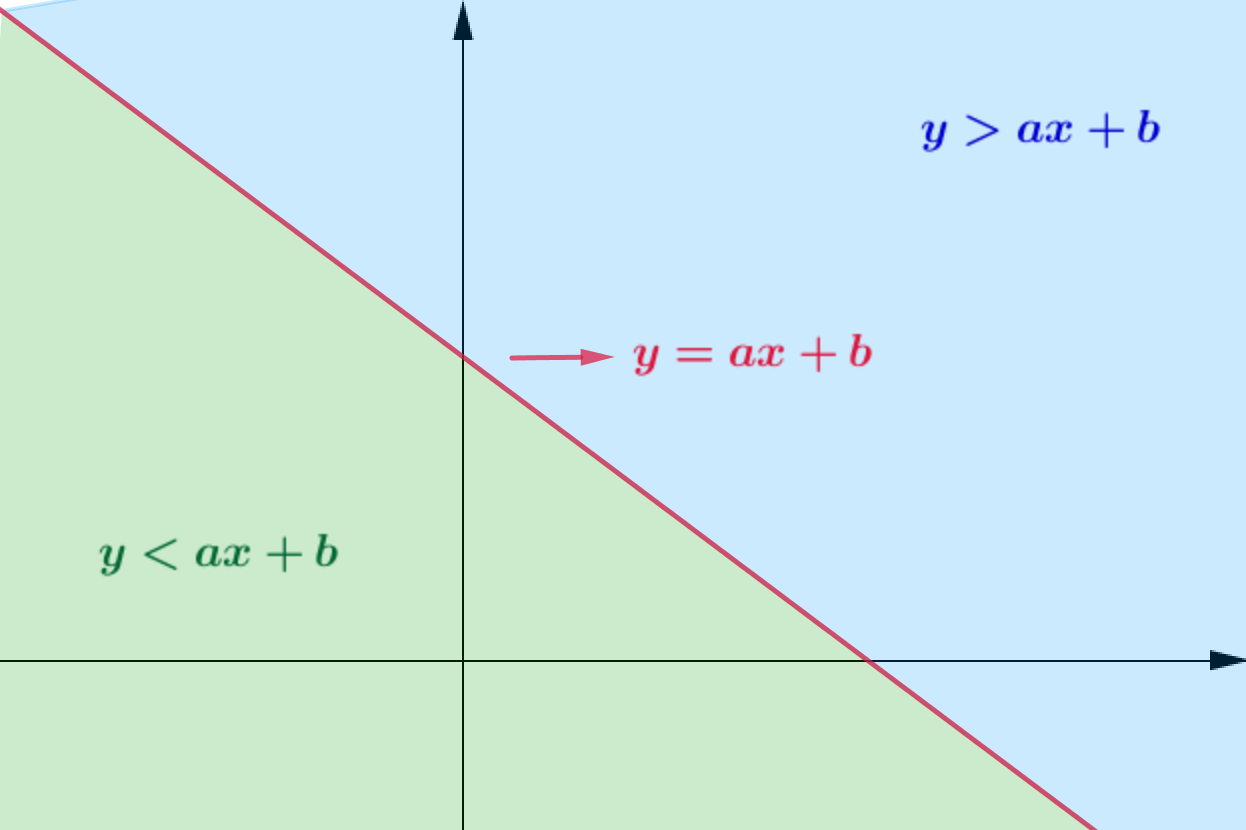 y > ax + b
y = ax + b
y < ax + b